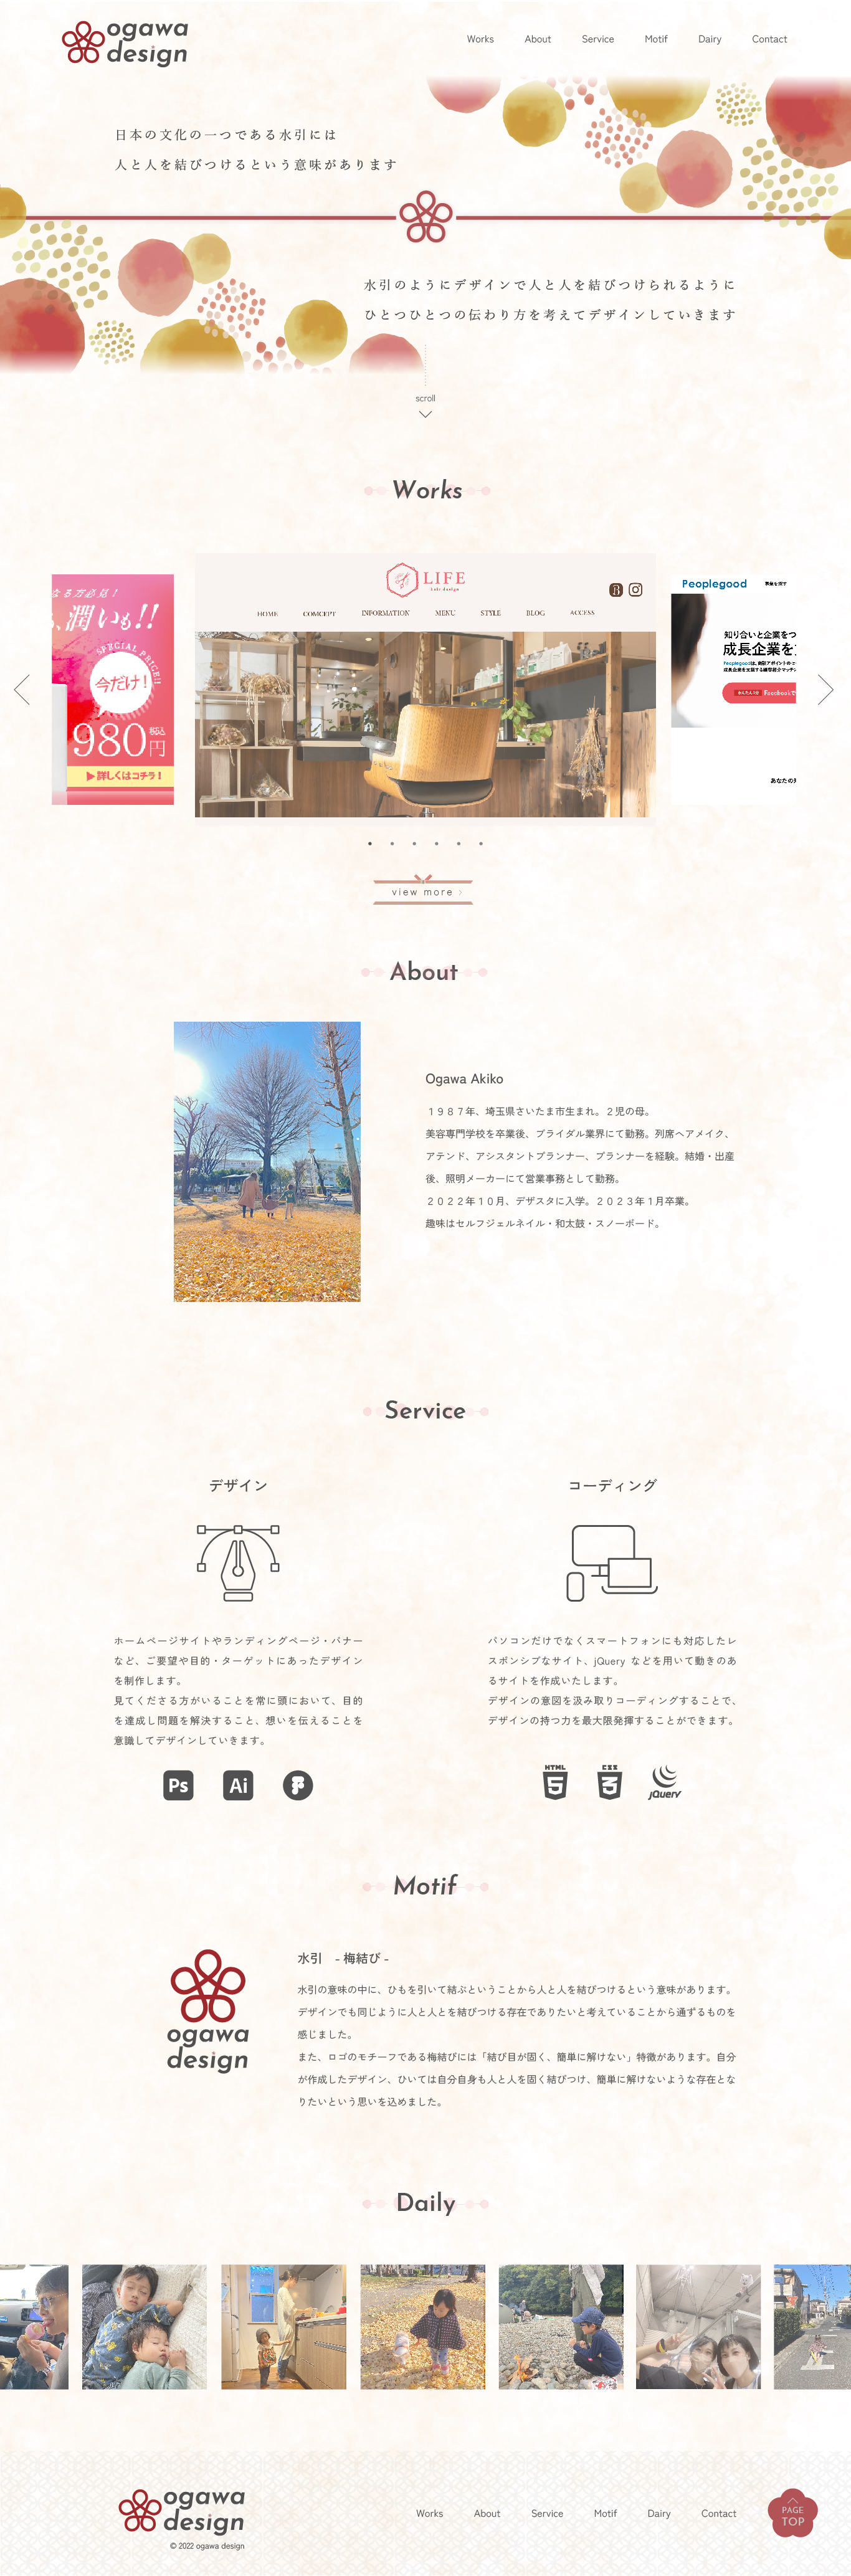 ogawa
design
Works About Service Motif Dairy Contact
日本の文化の一つである水引には
人と人を結びつけるという意味があります
水引のようにデザインで人と人を結びつけられるように
ひとつひとつの伝わり方を考えてデザインしていきます
scroll
Works
なる方必見!
、潤いも!!
SPECIAL PRICE!!
今だけ!
980円
税込
▶詳しくはコチラ!
LIFE
hair design
HOME CONCEPT INFORMATION MENU STYLE BLOG ACCESS
Peoplegood
知り合いと企業をつ
成長企業を
かんたん1分 Facebookで
view more >
About
Ogawa Akiko
１９８７年、埼玉県さいたま市生まれ。２児の母。
美容専門学校を卒業後、ブライダル業界にて勤務。列席ヘアメイク、
アテンド、アシスタントプランナー、プランナーを経験。結婚・出産
後、照明メーカーにて営業事務として勤務。
２０２２年１０月、デザスタに入学。２０２３年１月卒業。
趣味はセルフジェルネイル・和太鼓・スノーボード。
Service
デザイン
ホームページサイトやランディングページ・バナー
など、ご要望や目的・ターゲットにあったデザイン
を制作します。
見てくださる方がいることを常に頭において、目的
を達成し問題を解決すること、想いを伝えることを
意識してデザインしていきます。
Ps Ai
コーディング
パソコンだけでなくスマートフォンにも対応したレ
スポンシブなサイト、jQuery などを用いて動きのあ
るサイトを作成いたします。
デザインの意図を汲み取りコーディングすることで、
デザインの持つ力を最大限発揮することができます。
HTML 5 CSS 3 jQuery
Motif
ogawa
design
水引 - 梅結び -
水引の意味の中に、ひもを引いて結ぶということから人と人を結びつけるという意味があります。
デザインでも同じように人と人とを結びつける存在でありたいと考えていることから通ずるものを
感じました。
また、ロゴのモチーフである梅結びには「結び目が固く、簡単に解けない」特徴があります。自分
が作成したデザイン、ひいては自分自身も人と人を固く結びつけ、簡単に解けないような存在とな
りたいという思いを込めました。
Daily
ogawa
design
© 2022 ogawa design
Works About Service Motif Dairy Contact
PAGE
TOP